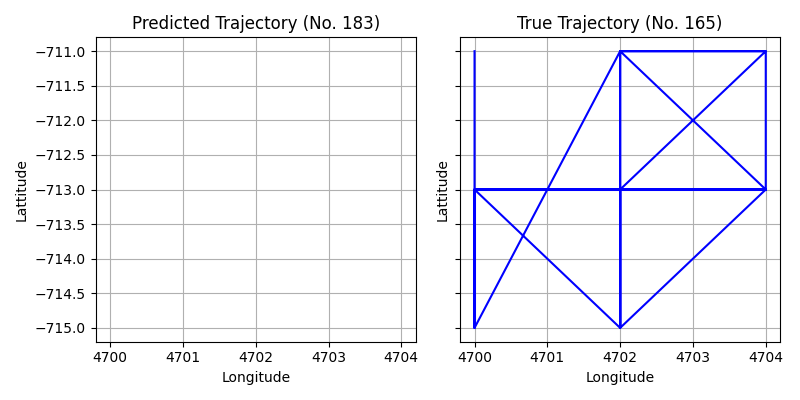 Predicted Trajectory (No. 183)
Lattitude
−711.0
−711.5
−712.0
−712.5
−713.0
−713.5
−714.0
−714.5
−715.0
4700 4701 4702 4703 4704
Longitude
True Trajectory (No. 165)
Lattitude
4700 4701 4702 4703 4704
Longitude